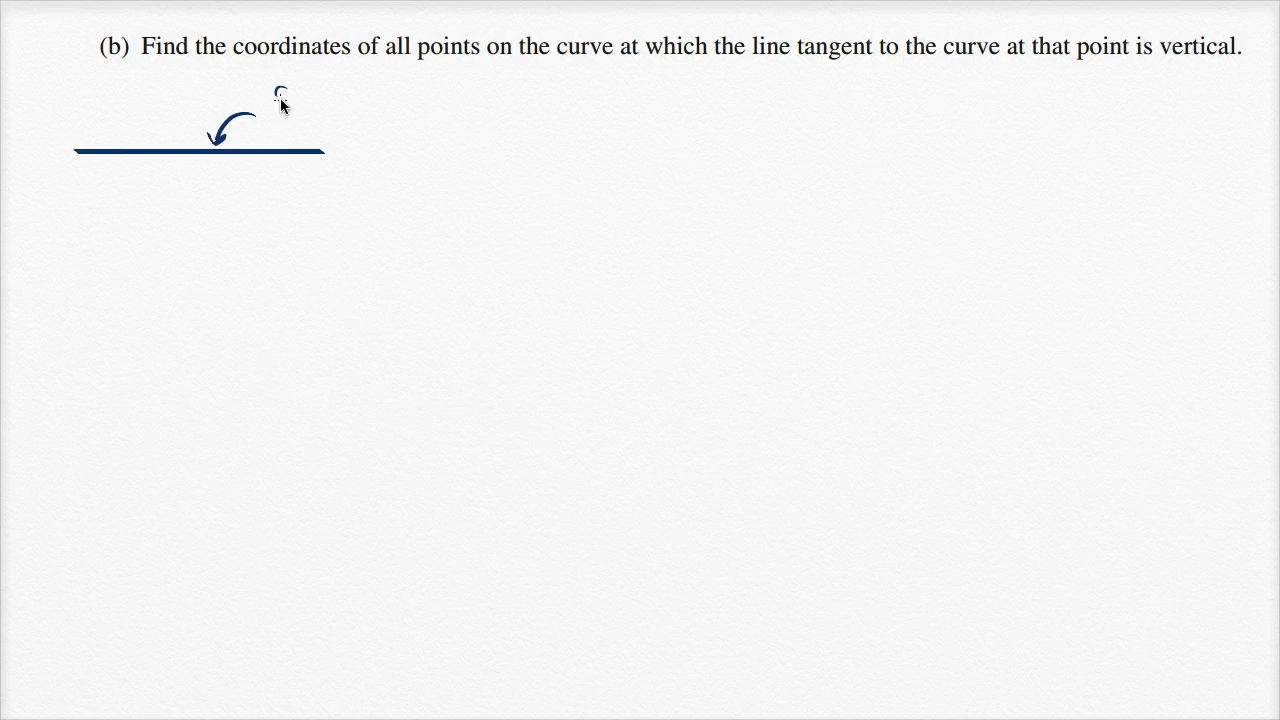 (b) Find the coordinates of all points on the curve at which the line tangent to the curve at that point is vertical.